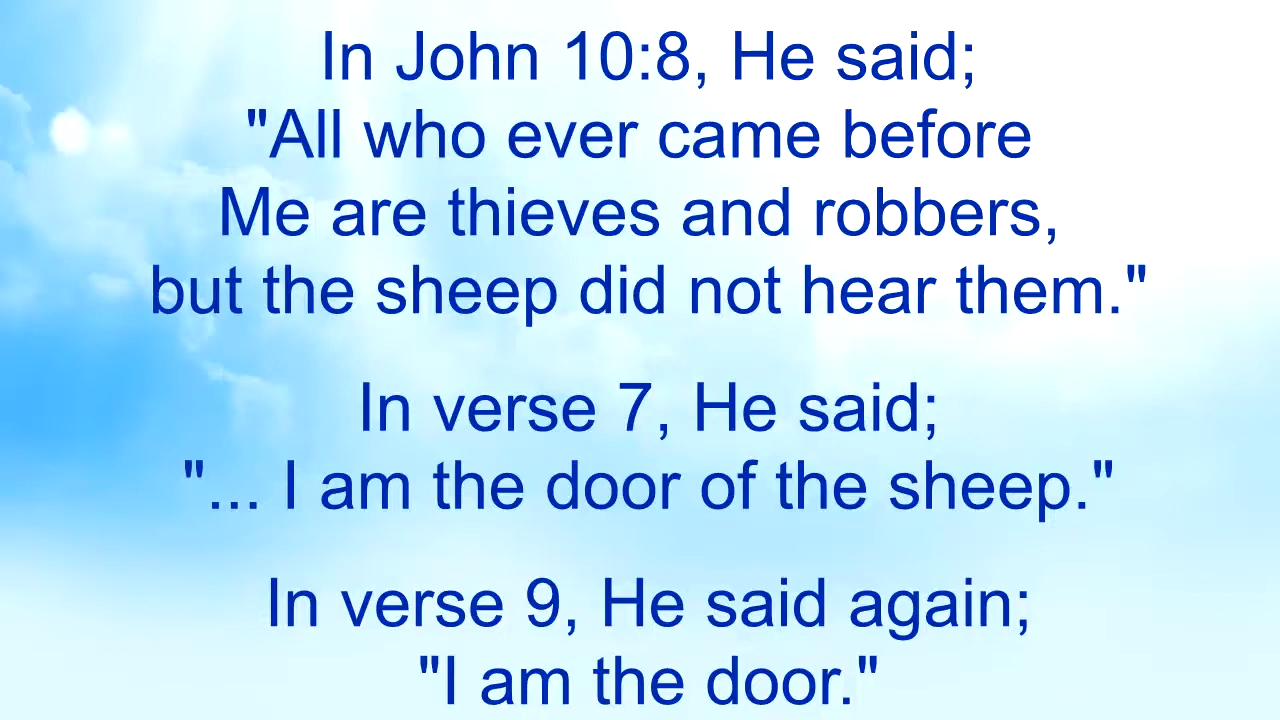 In John 10:8, He said;
"All who ever came before
Me are thieves and robbers,
but the sheep did not hear them."
In verse 7, He said;
"... I am the door of the sheep."
In verse 9, He said again;
"I am the door."